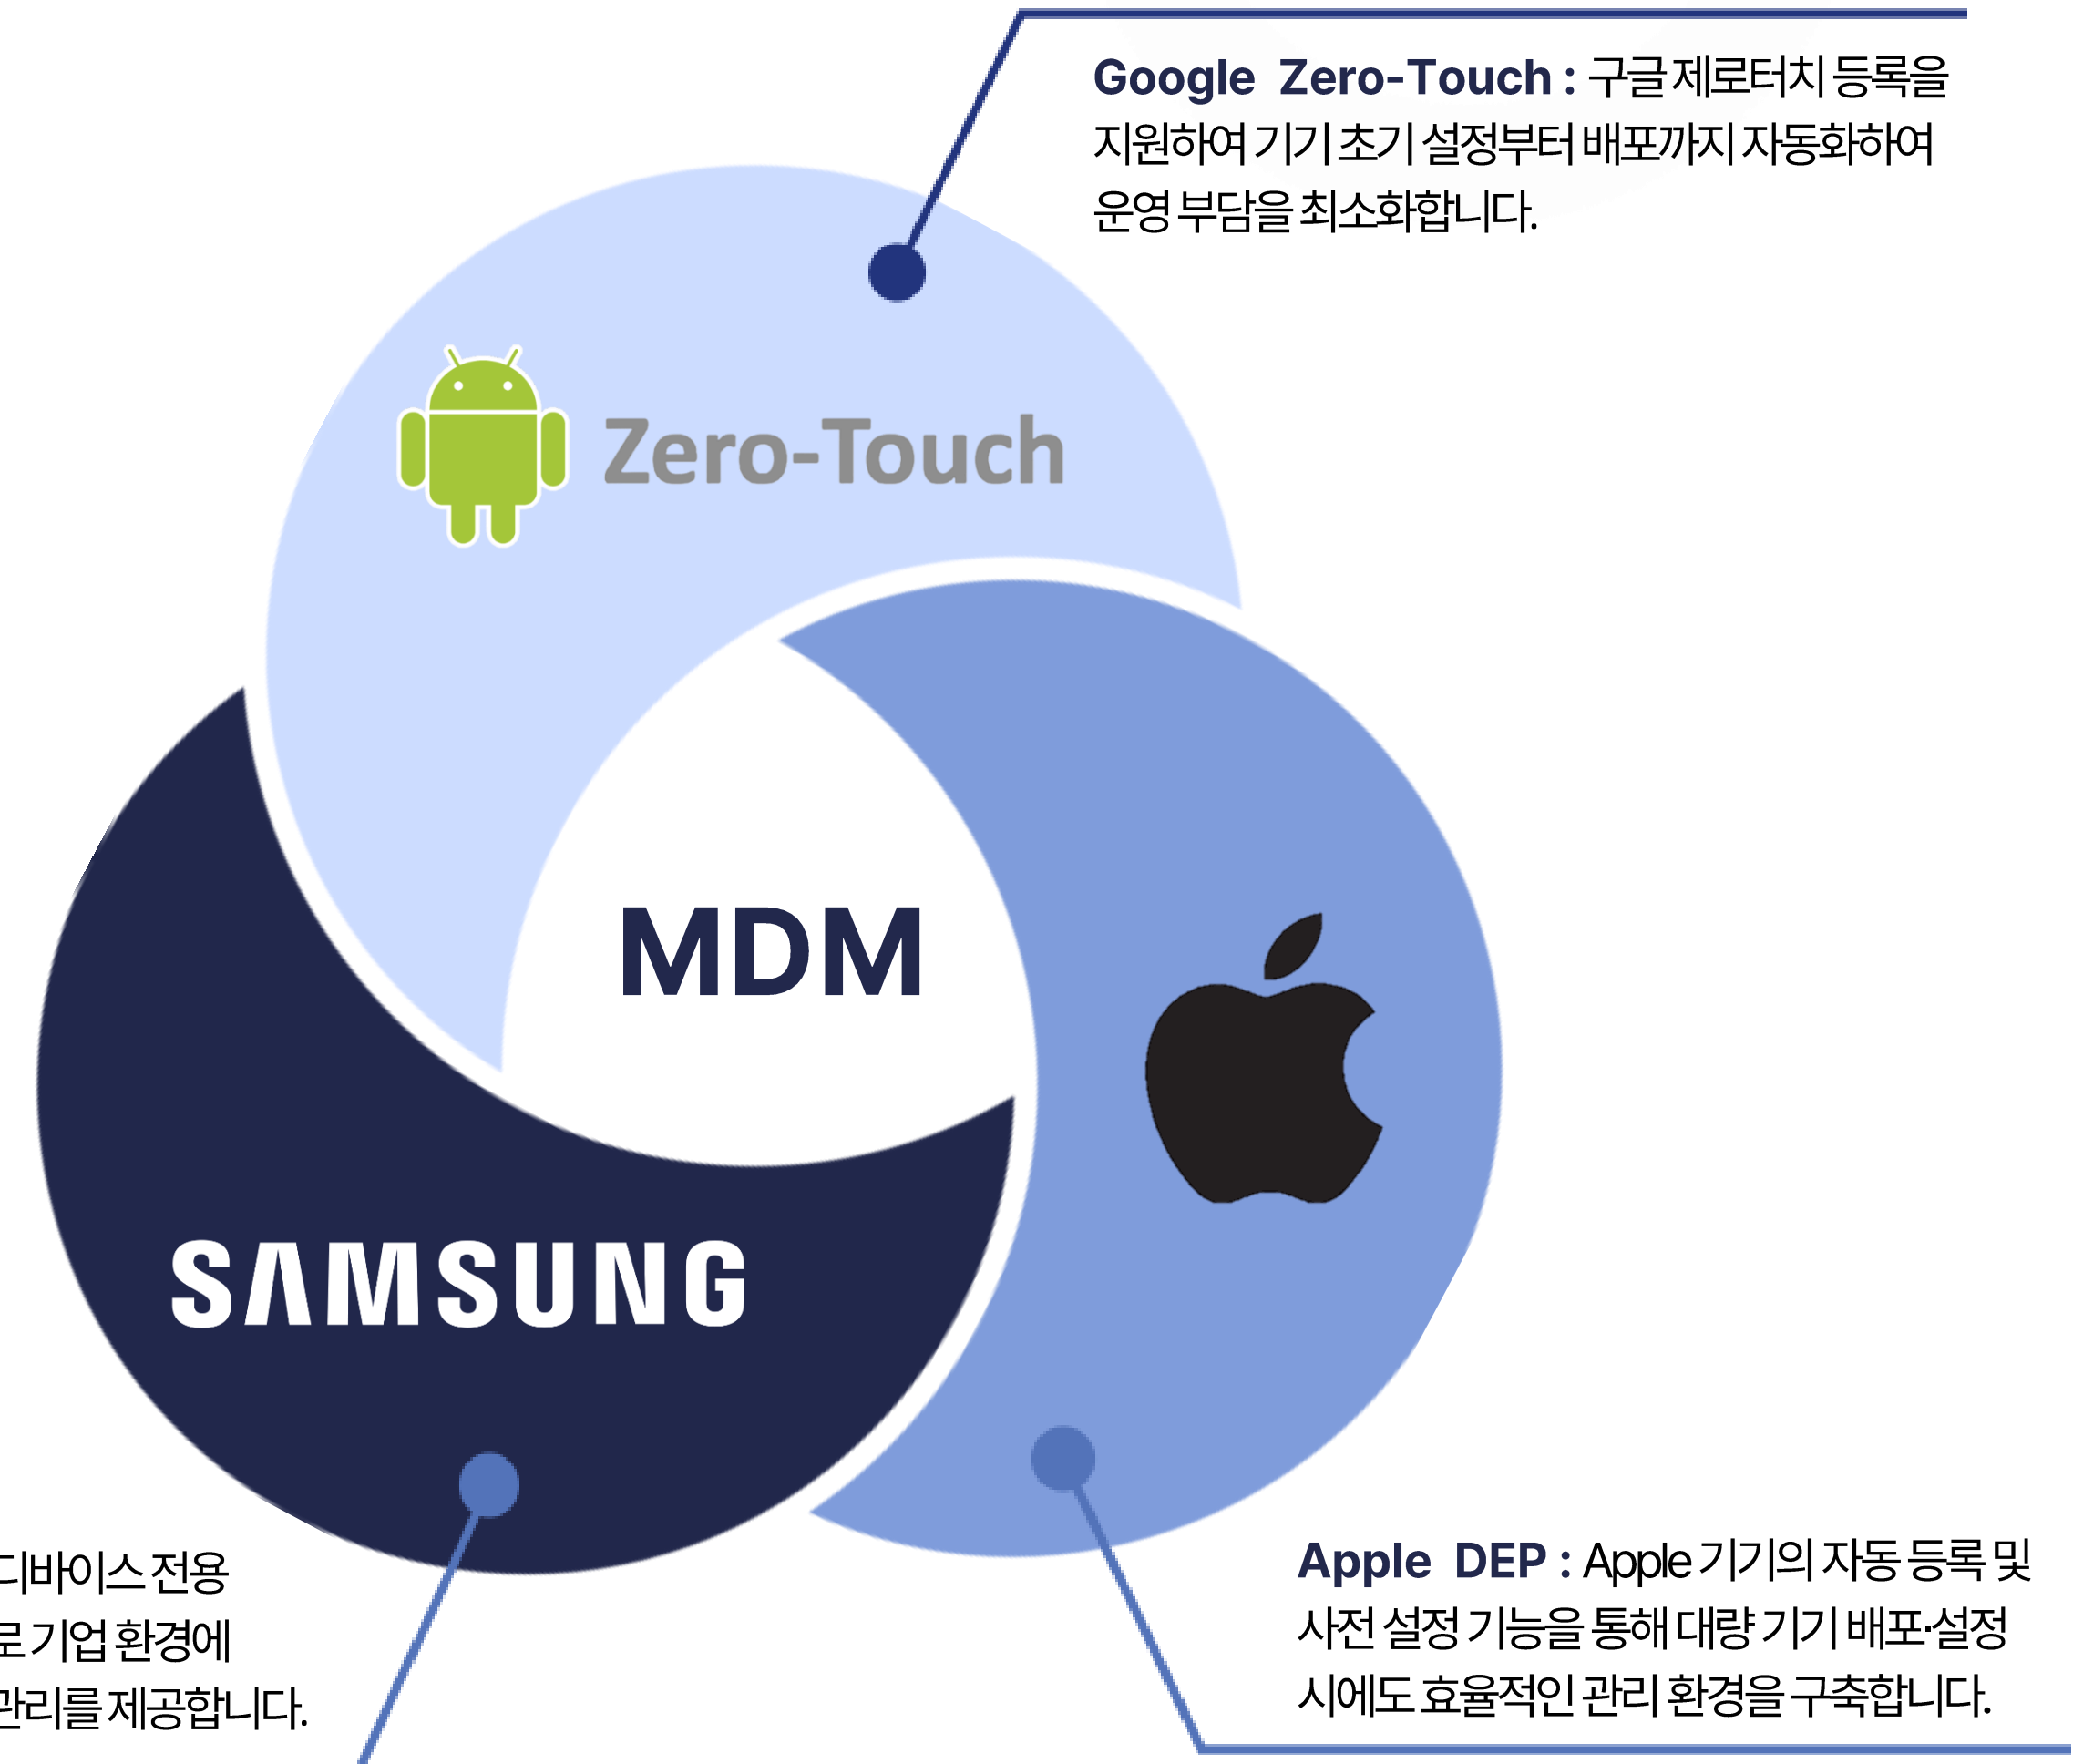 Google Zero-Touch : 구글 제로터치 등록을
지원하여 기기 초기 설정부터 배포까지 자동화하여
운영 부담을 최소화합니다.
Zero-Touch
MDM
SAMSUNG
디바이스 전용
로 기업 환경에
관리를 제공합니다.
Apple DEP : Apple 기기의 자동 등록 및
사전 설정 기능을 통해 대량 기기 배포·설정
시에도 효율적인 관리 환경을 구축합니다.